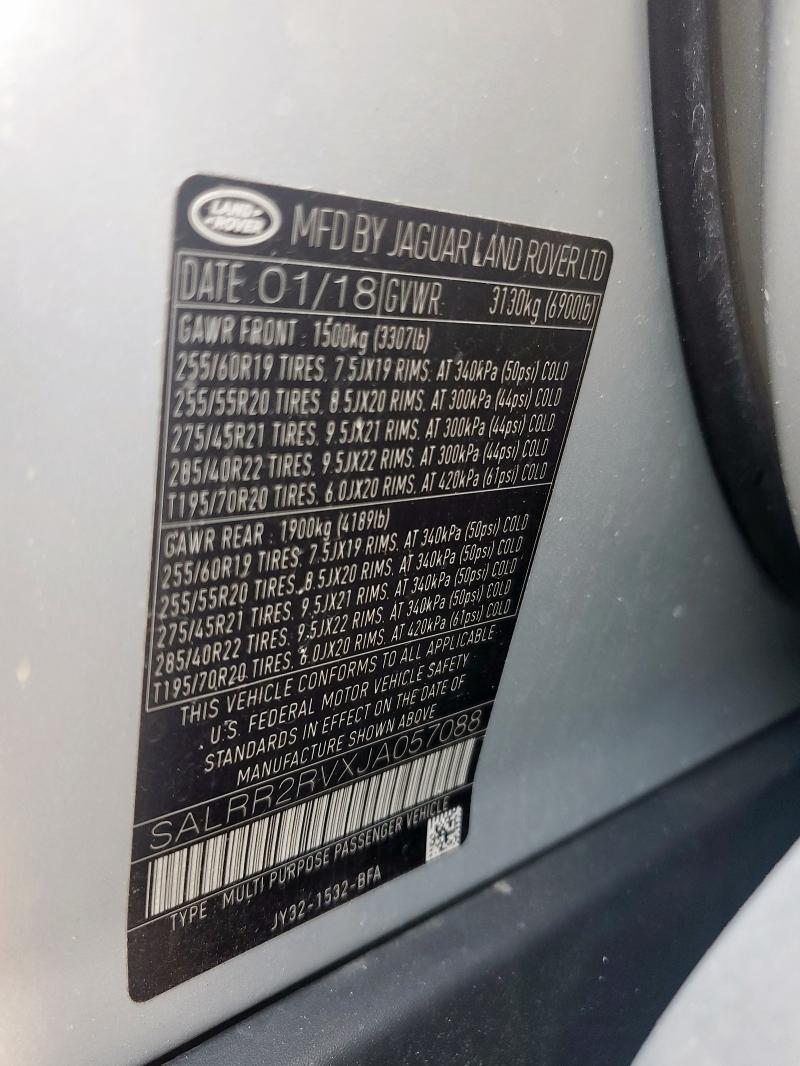 LAND ROVER
MFD BY JAGUAR LAND ROVER LTD
DATE 01/18 GVWR 3130kg (6900lb)
GAWR FRONT : 1500kg (3307lb)
255/60R19 TIRES, 7.5JX19 RIMS, AT 340kPa (50psi) COLD
255/55R20 TIRES, 8.5JX20 RIMS, AT 300kPa (44psi) COLD
275/45R21 TIRES, 9.5JX21 RIMS, AT 300kPa (44psi) COLD
285/40R22 TIRES, 9.5JX22 RIMS, AT 300kPa (44psi) COLD
T195/70R20 TIRES, 6.0JX20 RIMS, AT 420kPa (61psi) COLD
GAWR REAR : 1900kg (4189lb)
255/60R19 TIRES, 7.5JX19 RIMS, AT 340kPa (50psi) COLD
255/55R20 TIRES, 8.5JX20 RIMS, AT 340kPa (50psi) COLD
275/45R21 TIRES, 9.5JX21 RIMS, AT 340kPa (50psi) COLD
285/40R22 TIRES, 9.5JX22 RIMS, AT 340kPa (50psi) COLD
T195/70R20 TIRES, 6.0JX20 RIMS, AT 420kPa (61psi) COLD
THIS VEHICLE CONFORMS TO ALL APPLICABLE
U.S. FEDERAL MOTOR VEHICLE SAFETY
STANDARDS IN EFFECT ON THE DATE OF
MANUFACTURE SHOWN ABOVE
SALRR2RVXJA057088
TYPE : MULTI PURPOSE PASSENGER VEHICLE
JY32-1532-BFA